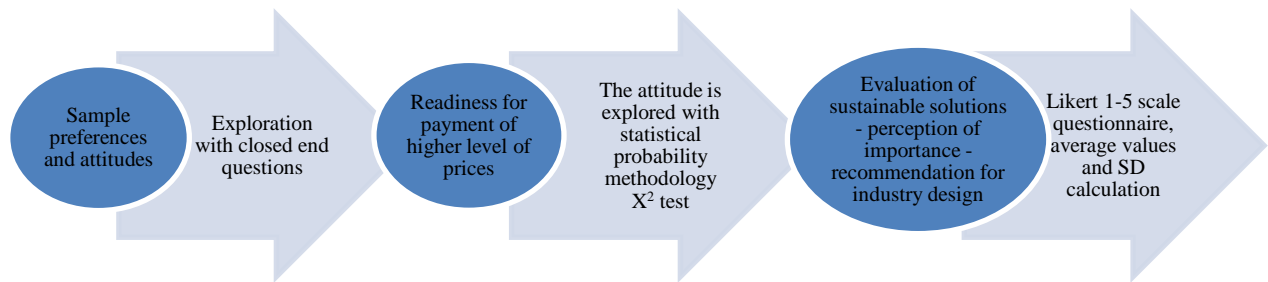 Sample
preferences
and attitudes
Exploration
with closed end
questions
Readiness for
payment of
higher level of
prices
The attitude is
explored with
statistical
probability
methodology
X² test
Evaluation of
sustainable solutions
- perception of
importance -
recommendation for
industry design
Likert 1-5 scale
questionnaire,
average values
and SD
calculation